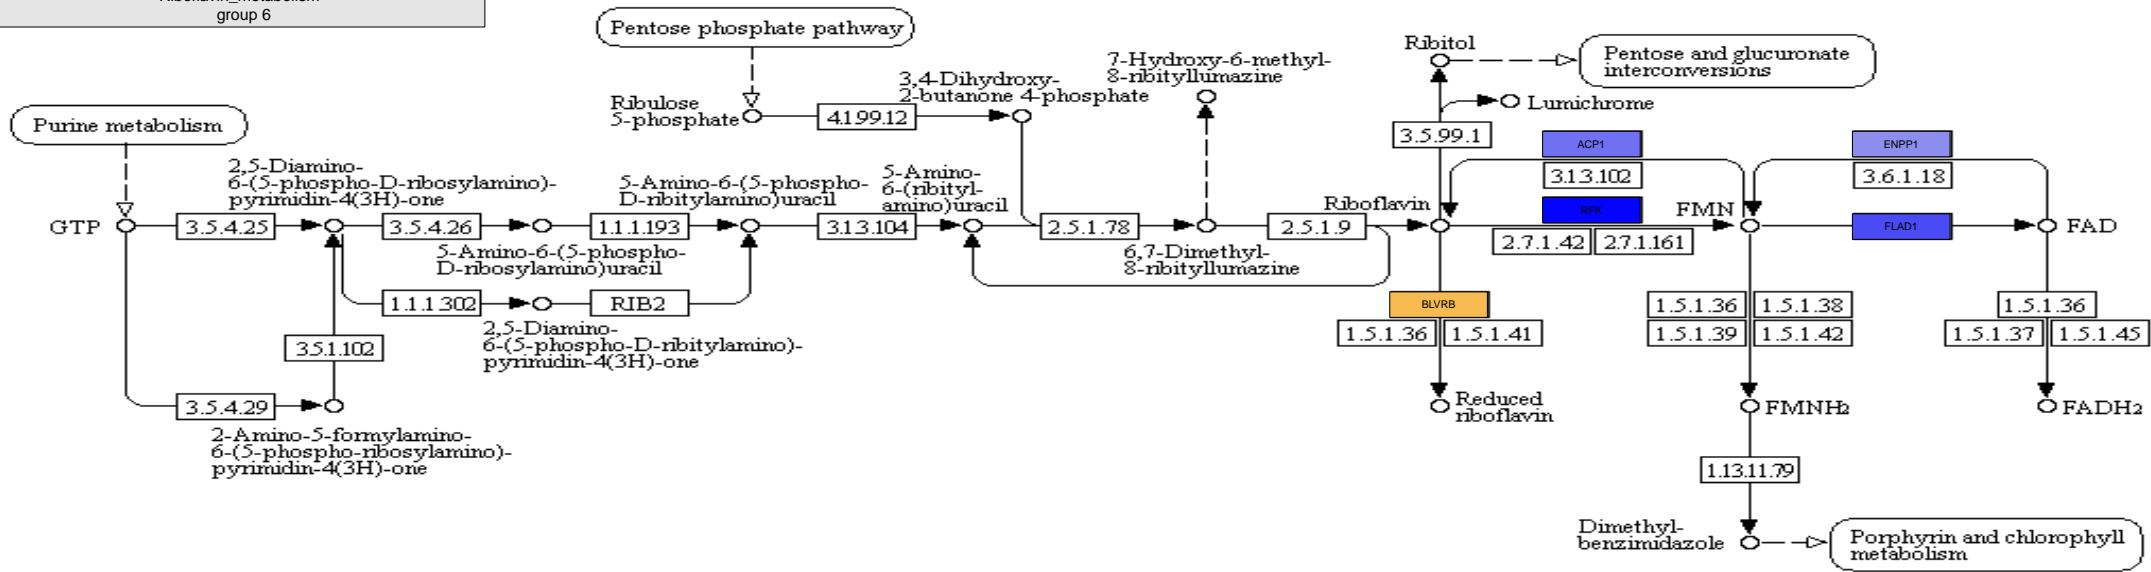 group 6
Pentose phosphate pathway
Ribitol
Pentose and glucuronate
interconversions
7-Hydroxy-6-methyl-
8-ribityllumazine
3,4-Dihydroxy-
2-butanone 4-phosphate
Ribulose
5-phosphate
4.1.99.12
Lumichrome
Purine metabolism
3.5.99.1
ACP1
ENPP1
2,5-Diamino-
6-(5-phospho-D-ribosylamino)-
pyrimidin-4(3H)-one
5-Amino-6-(5-phospho-
D-ribitylamino)uracil
5-Amino-
6-(ribityl-
amino)uracil
3.1.3.102
3.6.1.18
Riboflavin
RFK
FMN
GTP
3.5.4.25
3.5.4.26
1.1.1.193
3.1.3.104
2.5.1.78
2.5.1.9
FLAD1
FAD
2.7.1.42
2.7.1.161
5-Amino-6-(5-phospho-
D-ribosylamino)uracil
6,7-Dimethyl-
8-ribityllumazine
1.1.1.302
RIB2
BLVRB
1.5.1.36
1.5.1.38
1.5.1.36
2,5-Diamino-
6-(5-phospho-D-ribitylamino)-
pyrimidin-4(3H)-one
1.5.1.36
1.5.1.41
1.5.1.39
1.5.1.42
1.5.1.37
1.5.1.45
3.5.1.102
3.5.4.29
Reduced
riboflavin
FMNH2
FADH2
2-Amino-5-formylamino-
6-(5-phospho-ribosylamino)-
pyrimidin-4(3H)-one
1.13.11.79
Dimethyl-
benzimidazole
Porphyrin and chlorophyll
metabolism